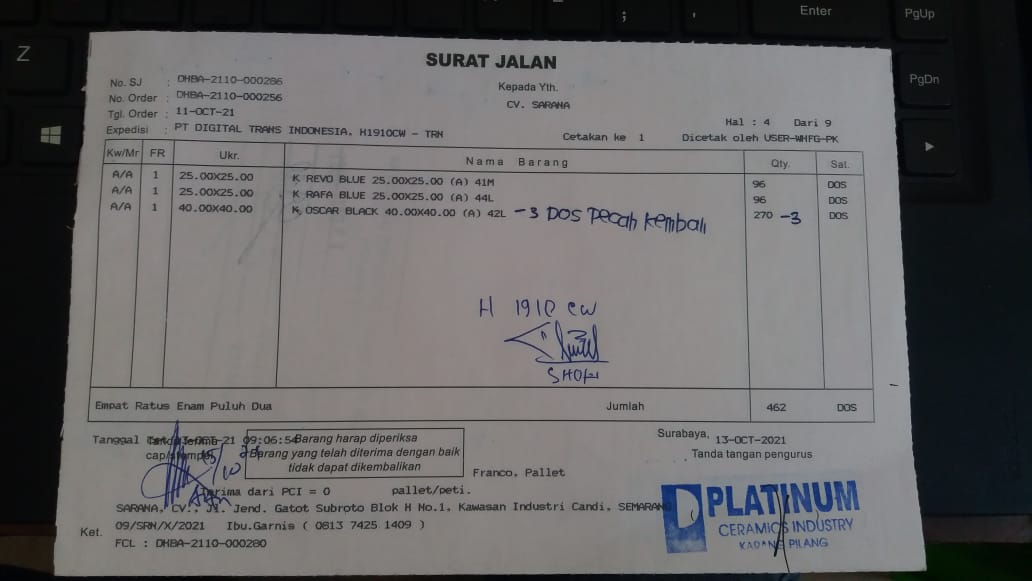 SURAT JALAN
No. SJ : DHBA-2110-000286
No. Order : DHBA-2110-000256
Tgl. Order : 11-OCT-21
Expedisi : PT DIGITAL TRANS INDONESIA, H1910CW - TRN
Kepada Yth.
CV. SARANA
Hal : 4 Dari 9
Cetakan ke 1 Dicetak oleh USER-WHFG-PK
Kw/Mr FR Ukr. Nama Barang Qty. Sat.
A/A 1 25.00X25.00 K REVO BLUE 25.00X25.00 (A) 41M 96 DOS
A/A 1 25.00X25.00 K RAFA BLUE 25.00X25.00 (A) 44L 96 DOS
A/A 1 40.00X40.00 K OSCAR BLACK 40.00X40.00 (A) 42L -3 DOS Pecah Kembali 270 -3 DOS
H 1910 CW
SHOFI
Empat Ratus Enam Puluh Dua Jumlah 462 DOS
Tanggal 13-OCT-21 09:06:54
Barang harap diperiksa
Barang yang telah diterima dengan baik
tidak dapat dikembalikan
Surabaya, 13-OCT-2021
Tanda tangan pengurus
Franco. Pallet
Terima dari PCI = 0 pallet/peti.
SARANA, CV., Jl. Jend. Gatot Subroto Blok H No.1, Kawasan Industri Candi, SEMARANG
Ket. 09/SRN/X/2021 Ibu.Garnis ( 0813 7425 1409 )
FCL : DHBA-2110-000280
PLATINUM
CERAMICS INDUSTRY
KARANG PILANG
Z
Enter
PgUp
PgDn